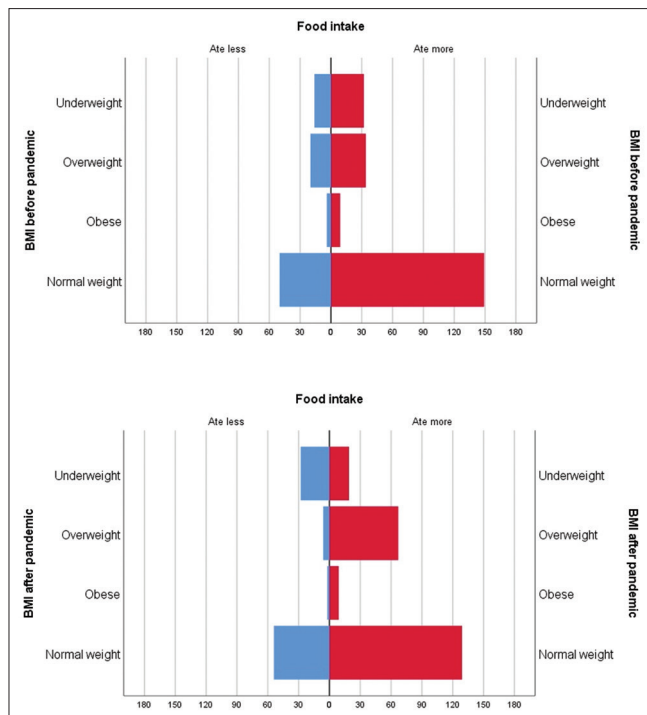 Food intake
Ate less Ate more
Underweight Underweight
Overweight Overweight
Obese Obese
Normal weight Normal weight
BMI before pandemic BMI before pandemic
180 150 120 90 60 30 0 30 60 90 120 150 180
Food intake
Ate less Ate more
Underweight Underweight
Overweight Overweight
Obese Obese
Normal weight Normal weight
BMI after pandemic BMI after pandemic
180 150 120 90 60 30 0 30 60 90 120 150 180